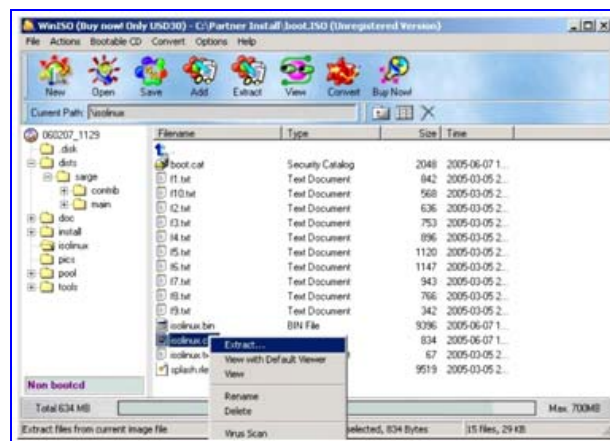 WinISO (Buy now! Only USD30) - C:\Partner Install\boot.ISO (Unregistered Version)
File Actions Bootable CD Convert Options Help
New Open Save Add Extract View Convert Buy Now!
Current Path: \isolinux
060207_1129
.disk
dists
sarge
contrib
main
doc
install
isolinux
pics
pool
tools
Filename Type Size Time
..
boot.cat Security Catalog 2048 2005-06-07 1...
f1.txt Text Document 842 2005-03-05 2...
f10.txt Text Document 568 2005-03-05 2...
f2.txt Text Document 636 2005-03-05 2...
f3.txt Text Document 753 2005-03-05 2...
f4.txt Text Document 896 2005-03-05 2...
f5.txt Text Document 1120 2005-03-05 2...
f6.txt Text Document 1147 2005-03-05 2...
f7.txt Text Document 943 2005-03-05 2...
f8.txt Text Document 766 2005-03-05 2...
f9.txt Text Document 342 2005-03-05 2...
isolinux.bin BIN File 9396 2005-06-07 1...
isolinux.c 834 2005-06-07 1...
isolinux.tx 67 2005-03-05 2...
splash.rle 9519 2005-03-05 2...
Extract...
View with Default Viewer
View
Rename
Delete
Virus Scan
Non bootcd
Total 634 MB
Max: 700MB
Extract files from current image file
selected, 834 Bytes
15 files, 29 KB